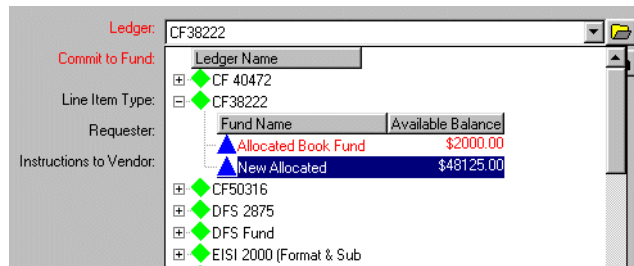 Ledger: CF38222
Commit to Fund: Ledger Name
CF 40472
Line Item Type: CF38222
Requester: Fund Name Available Balance
Allocated Book Fund $2000.00
Instructions to Vendor: New Allocated $48125.00
CF50316
DFS 2875
DFS Fund
EISI 2000 (Format & Sub